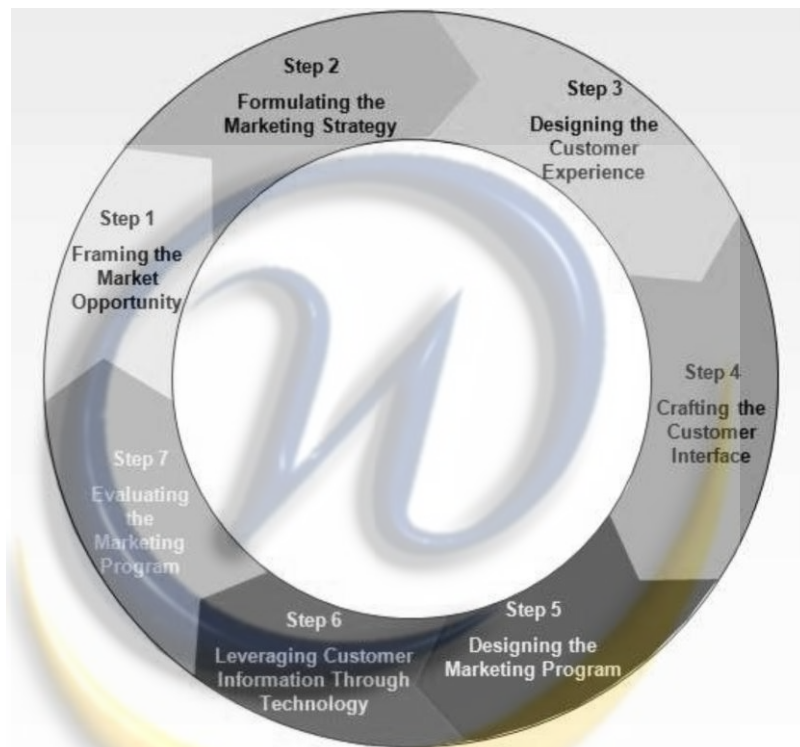 Step 1
Framing the
Market
Opportunity
Step 2
Formulating the
Marketing Strategy
Step 3
Designing the
Customer
Experience
Step 4
Crafting the
Customer
Interface
Step 5
Designing the
Marketing Program
Step 6
Leveraging Customer
Information Through
Technology
Step 7
Evaluating
the
Marketing
Program